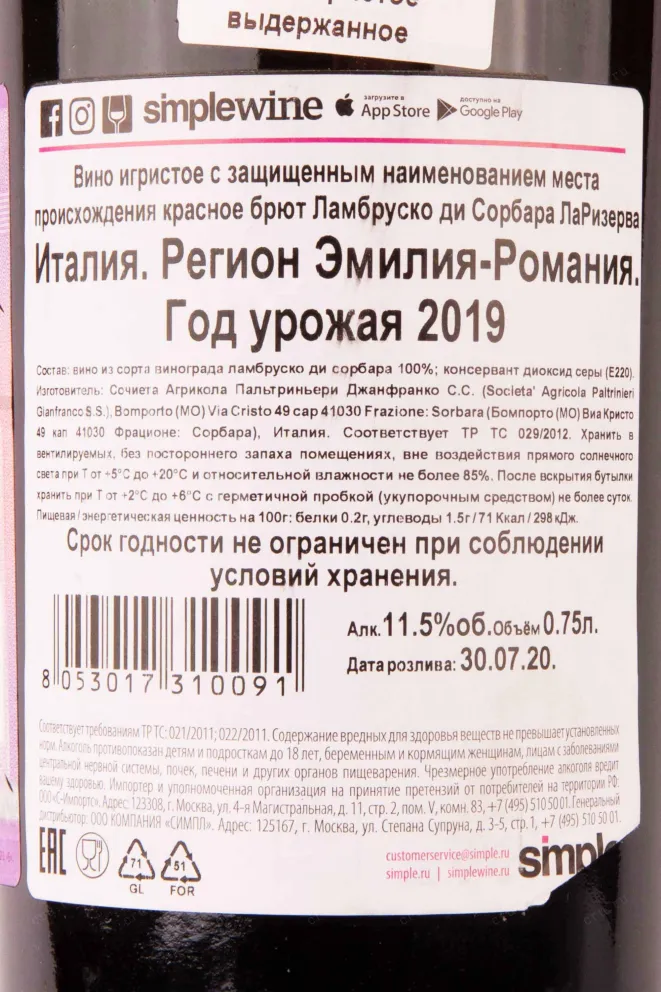 выдержанное
simplewine загрузите в App Store доступно на Google Play
Вино игристое с защищенным наименованием места
происхождения красное брют Ламбруско ди Сорбара ЛаРизерва
Италия. Регион Эмилия-Романия.
Год урожая 2019
Состав: вино из сорта винограда ламбруско ди сорбара 100%; консервант диоксид серы (E220).
Изготовитель: Сочиета Агрикола Пальтриньери Джанфранко С.С. (Societa' Agricola Paltrinieri
Gianfranco S.S.), Bomporto (MO) Via Cristo 49 cap 41030 Frazione: Sorbara (Бомпорто (МО) Виа Кристо
49 кап 41030 Фрационе: Сорбара), Италия. Соответствует ТР ТС 029/2012. Хранить в
вентилируемых, без постороннего запаха помещениях, вне воздействия прямого солнечного
света при Т от +5°C до +20°C и относительной влажности не более 85%. После вскрытия бутылки
хранить при Т от +2°C до +6°C с герметичной пробкой (укупорочным средством) не более суток.
Пищевая / энергетическая ценность на 100г: белки 0.2г, углеводы 1.5г / 71 Ккал / 298 кДж.
Срок годности не ограничен при соблюдении
условий хранения.
Алк.11.5%об.Объём 0.75л.
Дата розлива: 30.07.20.
8 053017 310091
Соответствует требованиям ТР ТС: 021/2011; 022/2011. Содержание вредных для здоровья веществ не превышает установленных
норм. Алкоголь противопоказан детям и подросткам до 18 лет, беременным и кормящим женщинам, лицам с заболеваниями
центральной нервной системы, почек, печени и других органов пищеварения. Чрезмерное употребление алкоголя вредит
вашему здоровью. Импортер и уполномоченная организация на принятие претензий от потребителей на территории РФ:
ООО «С-Импортс». Адрес: 123308, г. Москва, ул. 4-я Магистральная, д. 11, стр. 2, пом. V, комн. 83, +7 (495) 510 50 01. Генеральный
дистрибьютор: ООО КОМПАНИЯ «СИМПЛ». Адрес: 125167, г. Москва, ул. Степана Супруна, д. 3-5, стр.1, +7 (495) 510 50 01.
EAC 71 GL 51 FOR
customerservice@simple.ru
simple.ru | simplewine.ru
simple